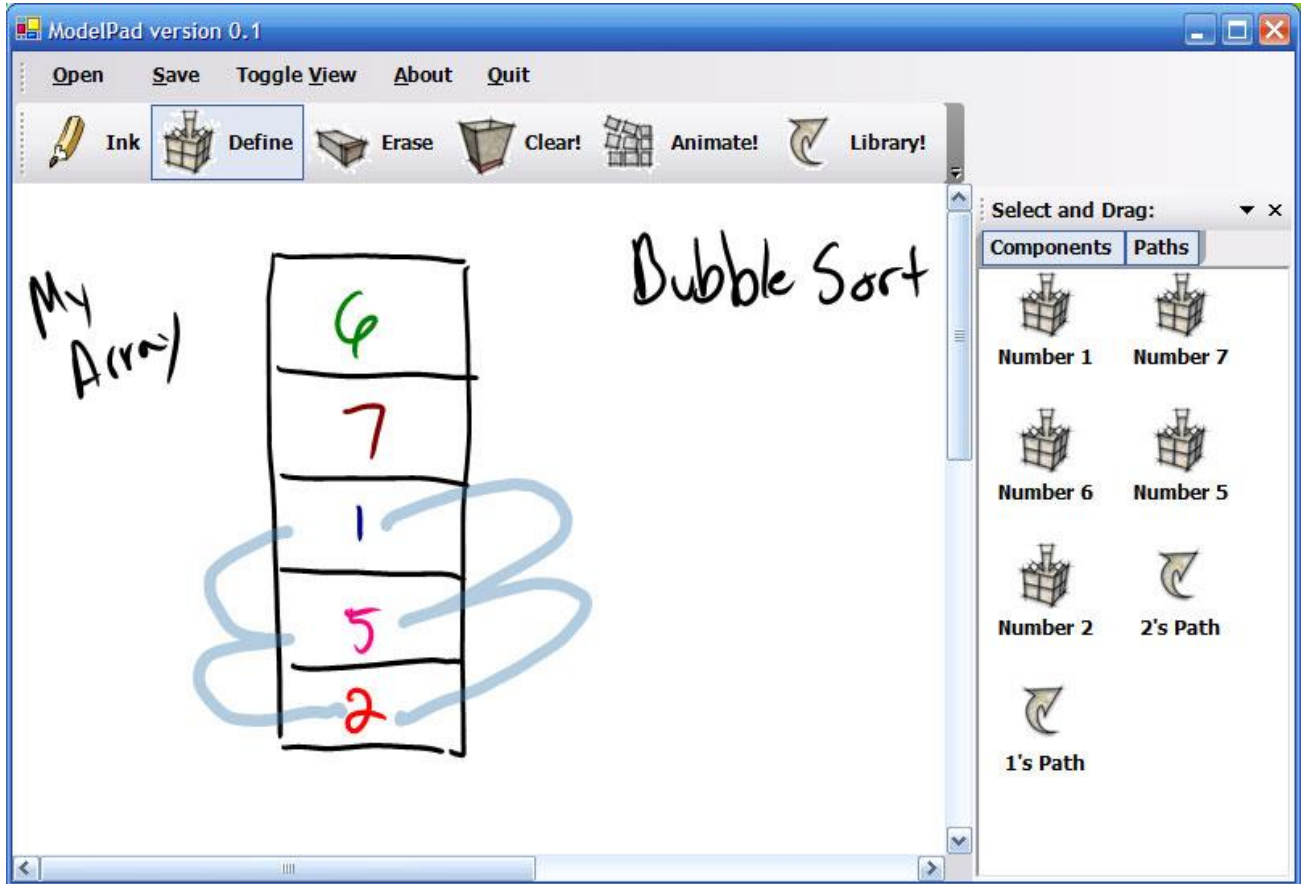 ModelPad version 0.1
Open Save Toggle View About Quit
Ink Define Erase Clear! Animate! Library!
Select and Drag:
Components Paths
My
Array
Bubble Sort
6
7
1
5
2
Number 1 Number 7
Number 6 Number 5
Number 2 2's Path
1's Path